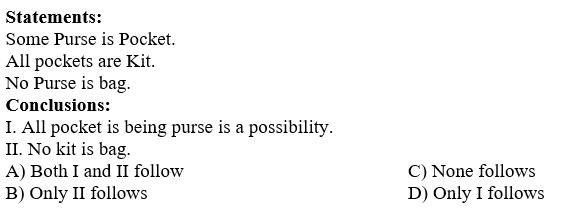 Statements:
Some Purse is Pocket.
All pockets are Kit.
No Purse is bag.
Conclusions:
I. All pocket is being purse is a possibility.
II. No kit is bag.
A) Both I and II follow C) None follows
B) Only II follows D) Only I follows